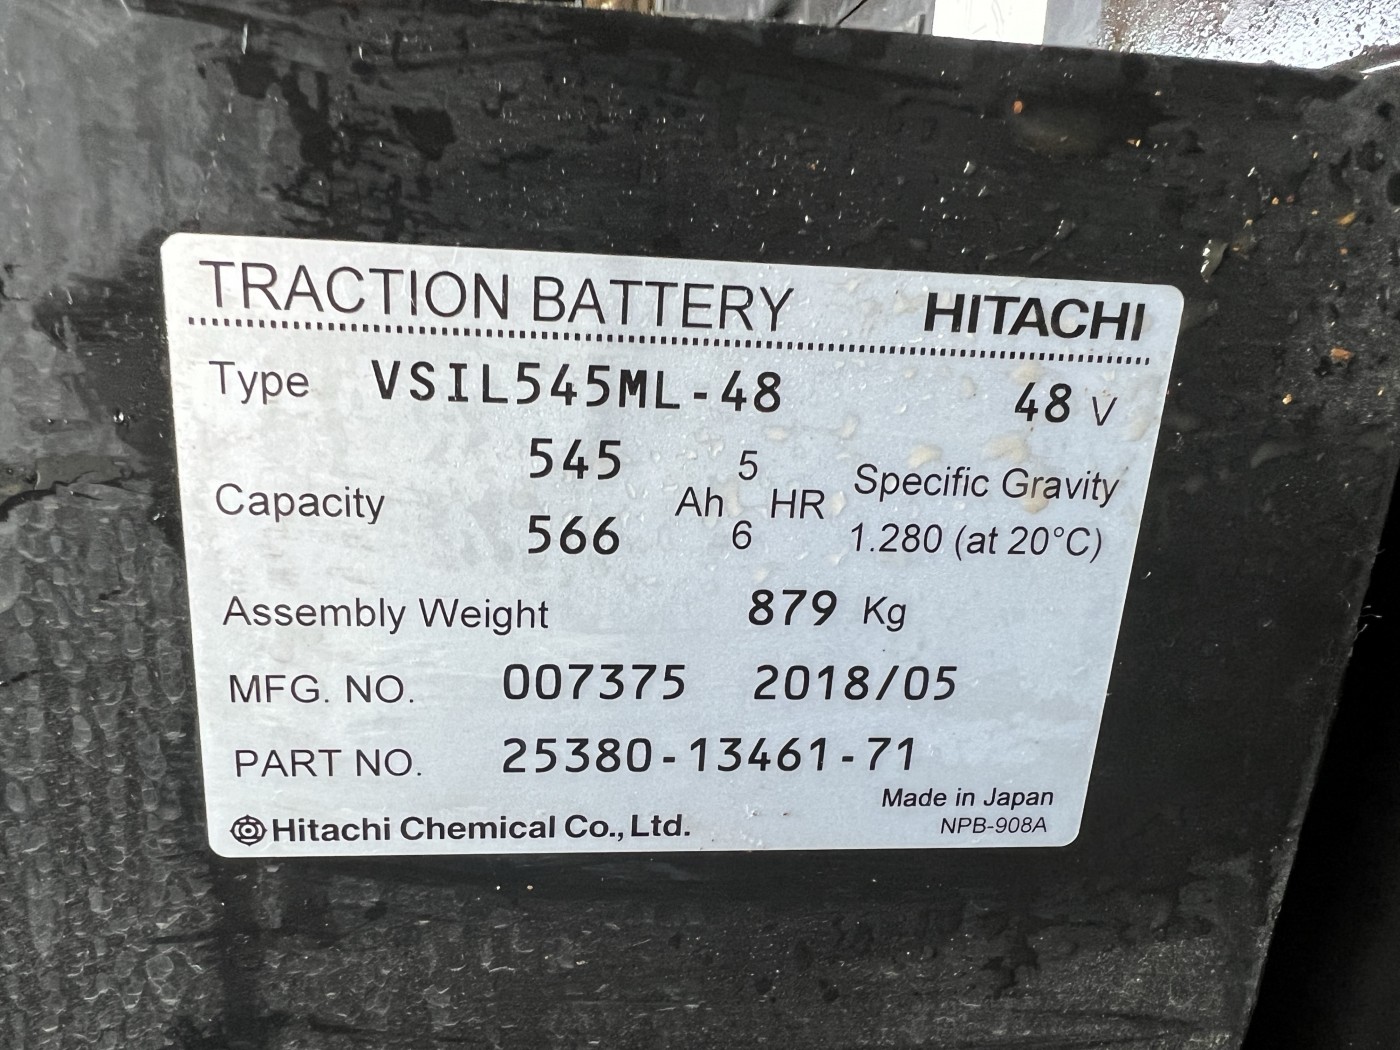 TRACTION BATTERY HITACHI
Type VSIL545ML-48 48 V
545 5
Capacity Ah HR Specific Gravity
566 6 1.280 (at 20°C)
Assembly Weight 879 Kg
MFG. NO. 007375 2018/05
PART NO. 25380-13461-71
Made in Japan
Hitachi Chemical Co., Ltd. NPB-908A